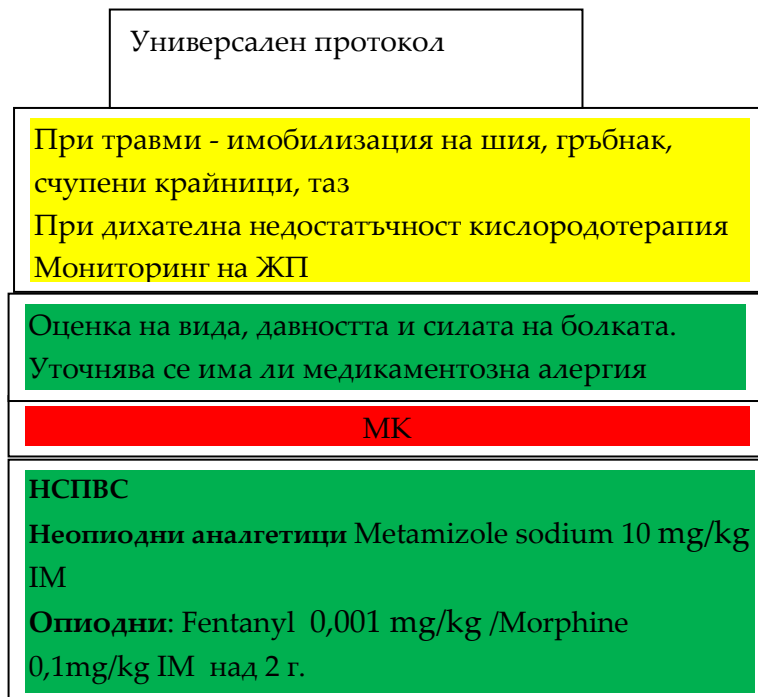 Универсален протокол
При травми - имобилизация на шия, гръбнак,
счупени крайници, таз
При дихателна недостатъчност кислородотерапия
Мониторинг на ЖП
Оценка на вида, давността и силата на болката.
Уточнява се има ли медикаментозна алергия
МК
НСПВС
Неопиодни аналгетици Metamizole sodium 10 mg/kg
IM
Опиодни: Fentanyl 0,001 mg/kg /Morphine
0,1mg/kg IM над 2 г.